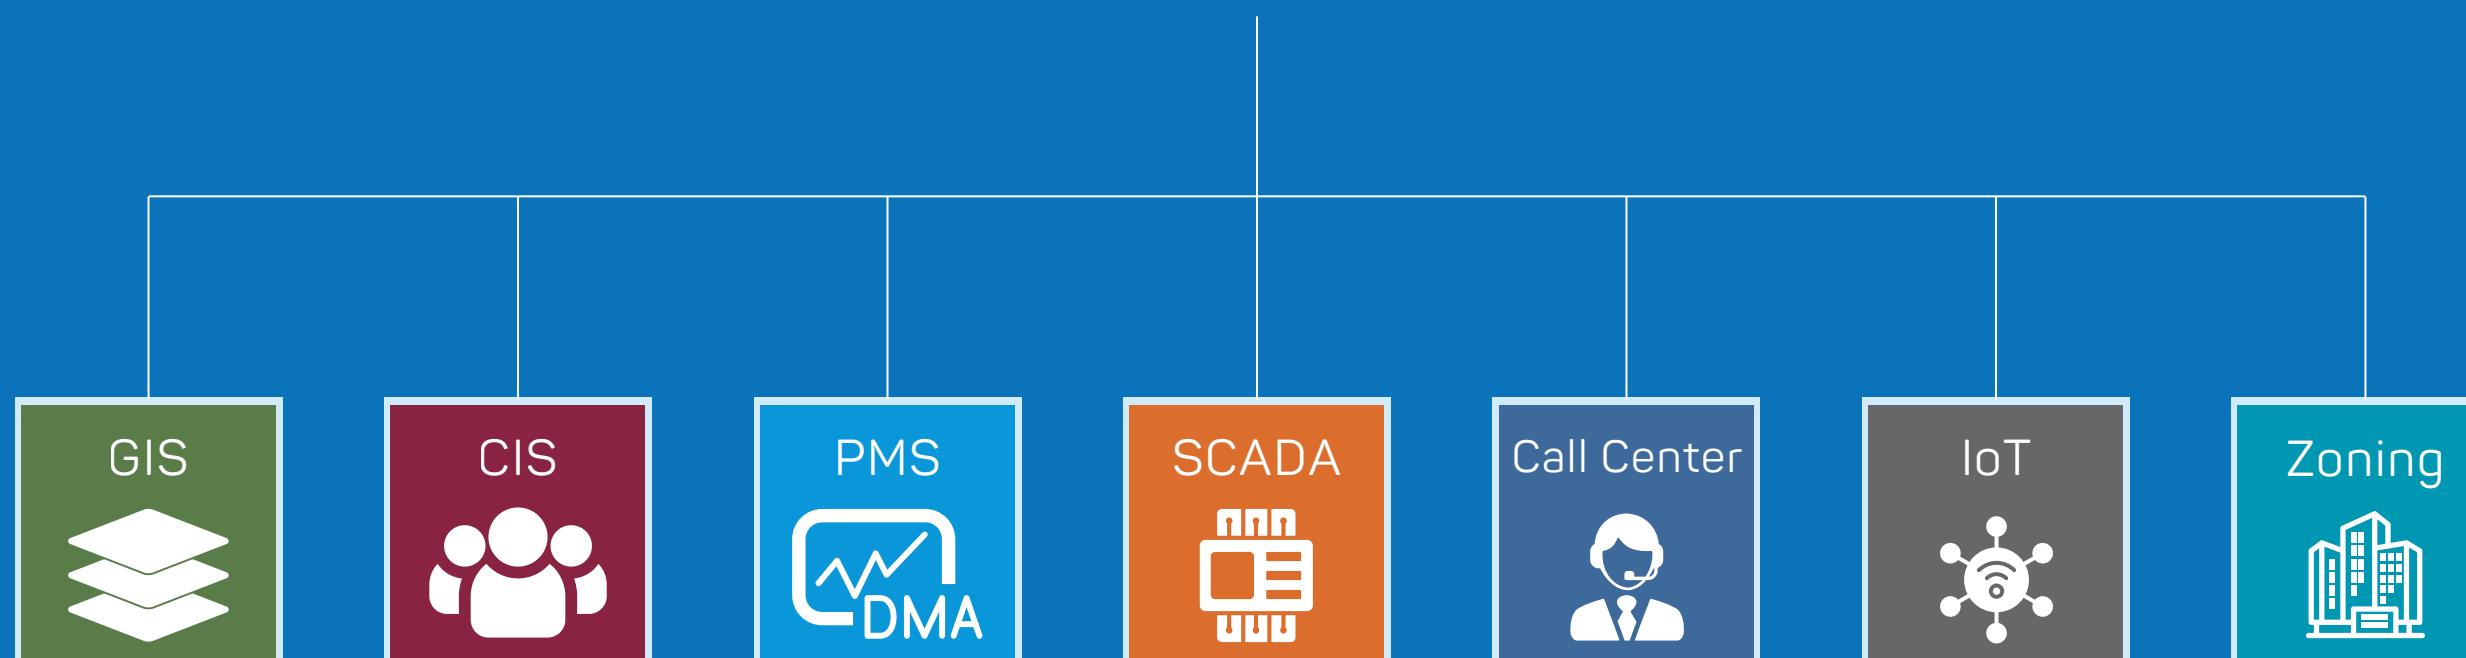 GIS
CIS
PMS
SCADA
Call Center
IoT
Zoning
DMA